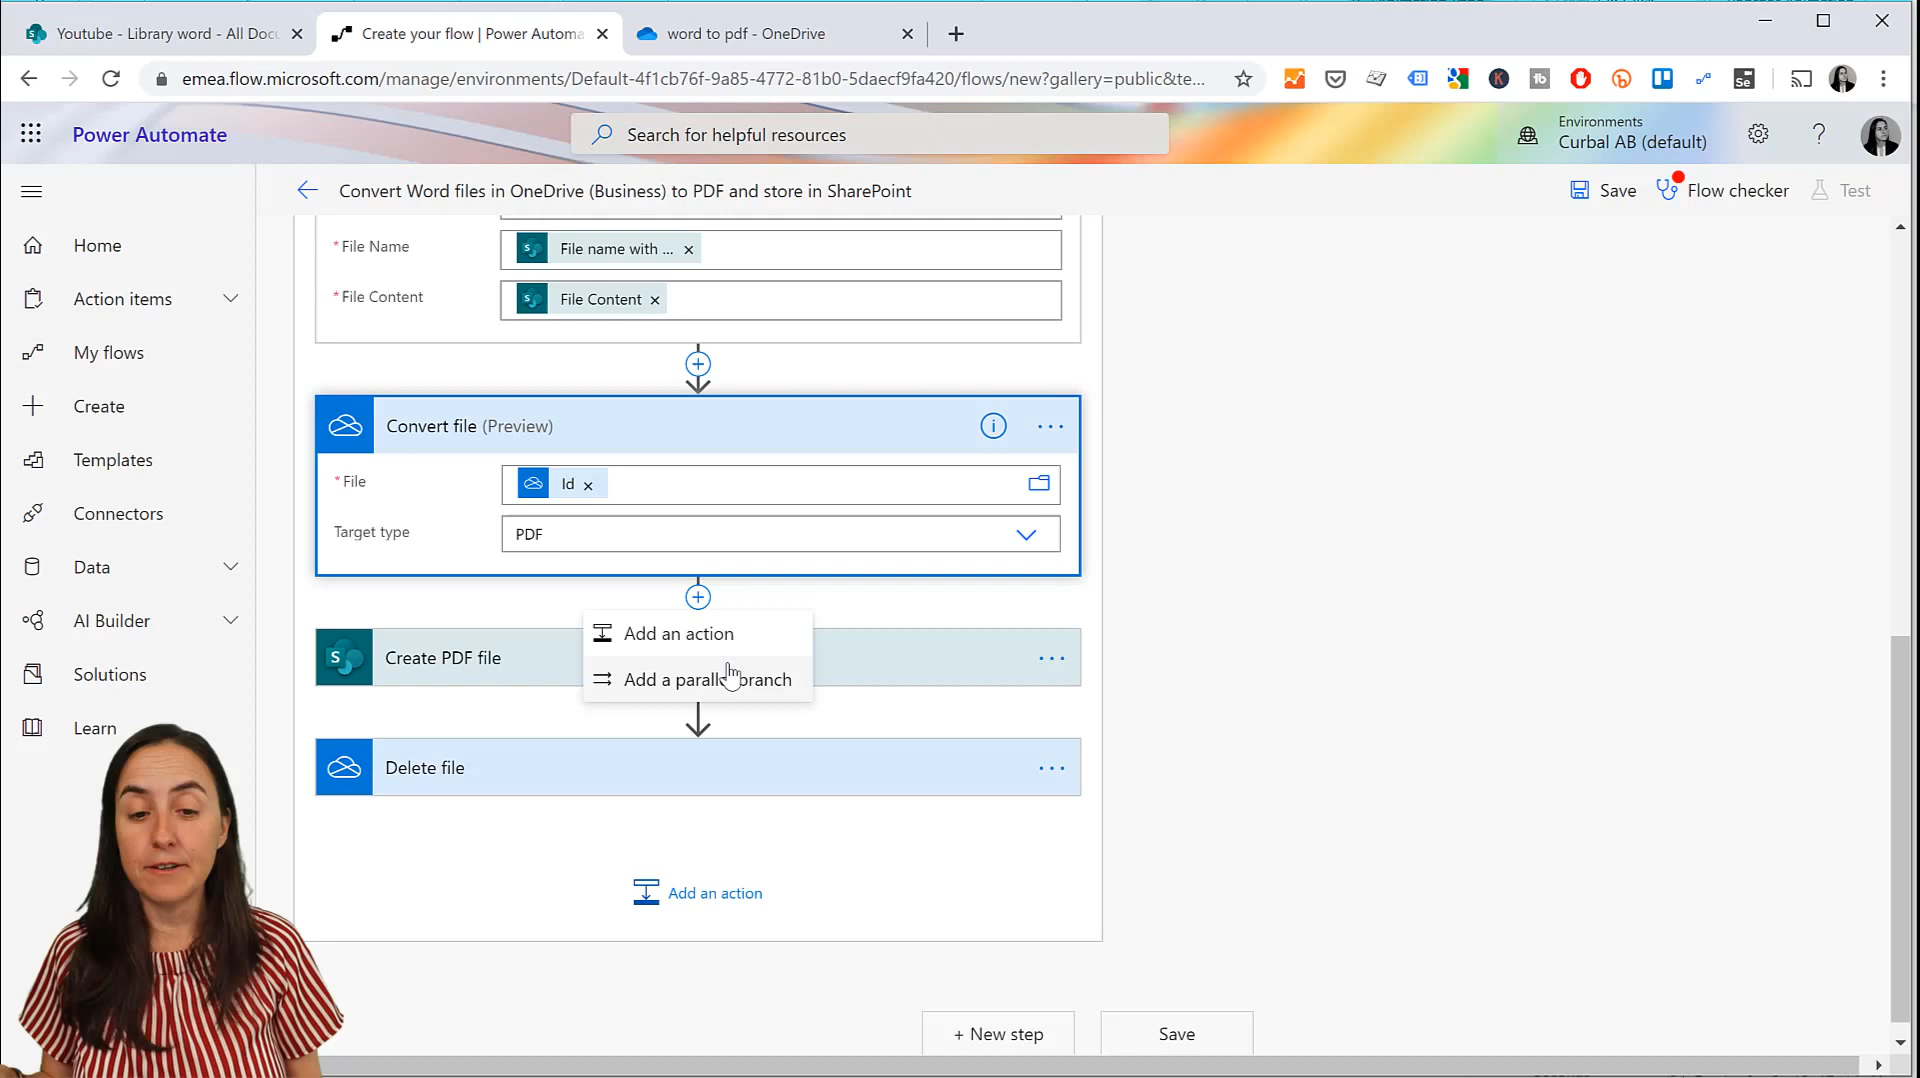 Youtube - Library word - All Docu
Create your flow | Power Automa
word to pdf - OneDrive
emea.flow.microsoft.com/manage/environments/Default-4f1cb76f-9a85-4772-81b0-5daecf9fa420/flows/new?gallery=public&te...
Power Automate
Search for helpful resources
Environments
Curbal AB (default)
Convert Word files in OneDrive (Business) to PDF and store in SharePoint
Save
Flow checker
Test
Home
Action items
My flows
Create
Templates
Connectors
Data
AI Builder
Solutions
Learn
* File Name
File name with ... ×
* File Content
File Content ×
Convert file (Preview)
* File
Id ×
Target type
PDF
Add an action
Add a parallel branch
Create PDF file
Delete file
Add an action
+ New step
Save